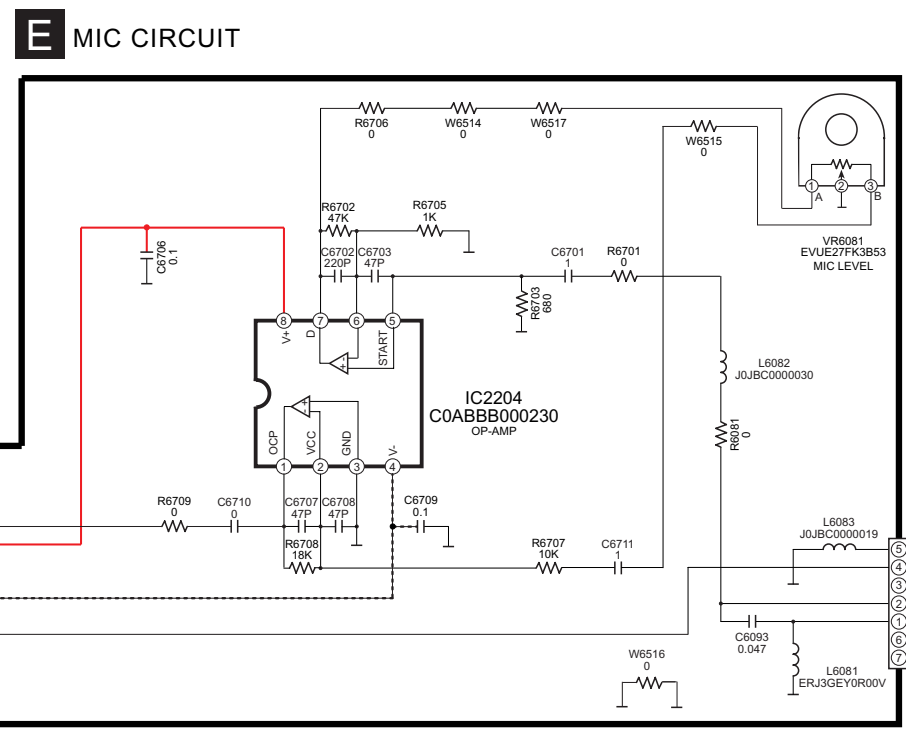 E MIC CIRCUIT
R6706
0
W6514
0
W6517
0
W6515
0
1
2
3
A
B
VR6081
EVUE27FK3B53
MIC LEVEL
R6702
47K
R6705
1K
C6706
0.1
C6702
220P
C6703
47P
C6701
1
R6701
0
R6703
680
8
7
6
5
V+
D
START
-
+
L6082
J0JBC0000030
IC2204
C0ABBB000230
OP-AMP
R6081
0
+
-
OCP
VCC
GND
V-
1
2
3
4
R6709
0
C6710
0
C6707
47P
C6708
47P
C6709
0.1
R6708
18K
R6707
10K
C6711
1
L6083
J0JBC0000019
5
4
3
2
1
6
7
C6093
0.047
W6516
0
L6081
ERJ3GEY0R00V